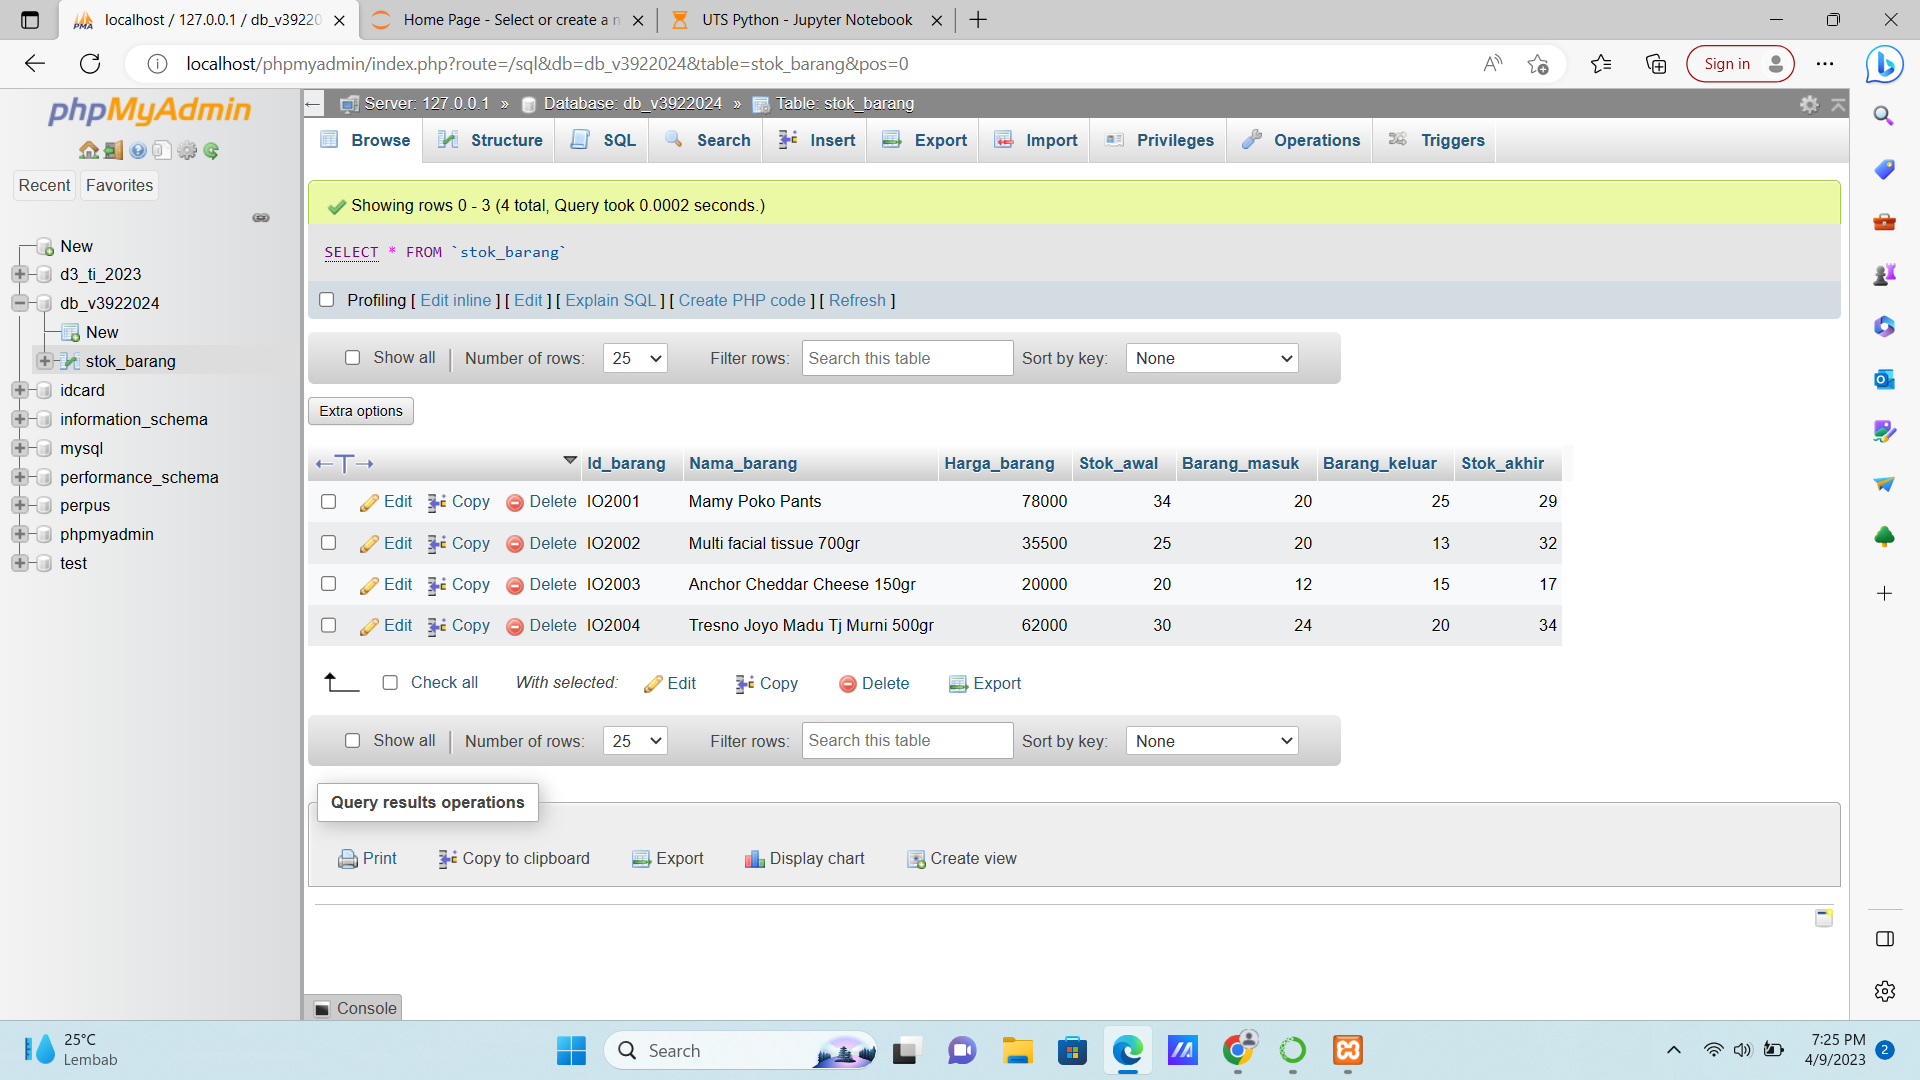 localhost / 127.0.0.1 / db_v39220
Home Page - Select or create a n
UTS Python - Jupyter Notebook
localhost/phpmyadmin/index.php?route=/sql&db=db_v3922024&table=stok_barang&pos=0
Sign in
phpMyAdmin
Recent Favorites
New
d3_ti_2023
db_v3922024
New
stok_barang
idcard
information_schema
mysql
performance_schema
perpus
phpmyadmin
test
Server: 127.0.0.1 » Database: db_v3922024 » Table: stok_barang
Browse Structure SQL Search Insert Export Import Privileges Operations Triggers
Showing rows 0 - 3 (4 total, Query took 0.0002 seconds.)
SELECT * FROM `stok_barang`
Profiling [ Edit inline ] [ Edit ] [ Explain SQL ] [ Create PHP code ] [ Refresh ]
Show all Number of rows: 25 Filter rows: Search this table Sort by key: None
Extra options
←T→ Id_barang Nama_barang Harga_barang Stok_awal Barang_masuk Barang_keluar Stok_akhir
Edit Copy Delete IO2001 Mamy Poko Pants 78000 34 20 25 29
Edit Copy Delete IO2002 Multi facial tissue 700gr 35500 25 20 13 32
Edit Copy Delete IO2003 Anchor Cheddar Cheese 150gr 20000 20 12 15 17
Edit Copy Delete IO2004 Tresno Joyo Madu Tj Murni 500gr 62000 30 24 20 34
Check all With selected: Edit Copy Delete Export
Show all Number of rows: 25 Filter rows: Search this table Sort by key: None
Query results operations
Print Copy to clipboard Export Display chart Create view
Console
25°C
Lembab
Search
7:25 PM
4/9/2023
2